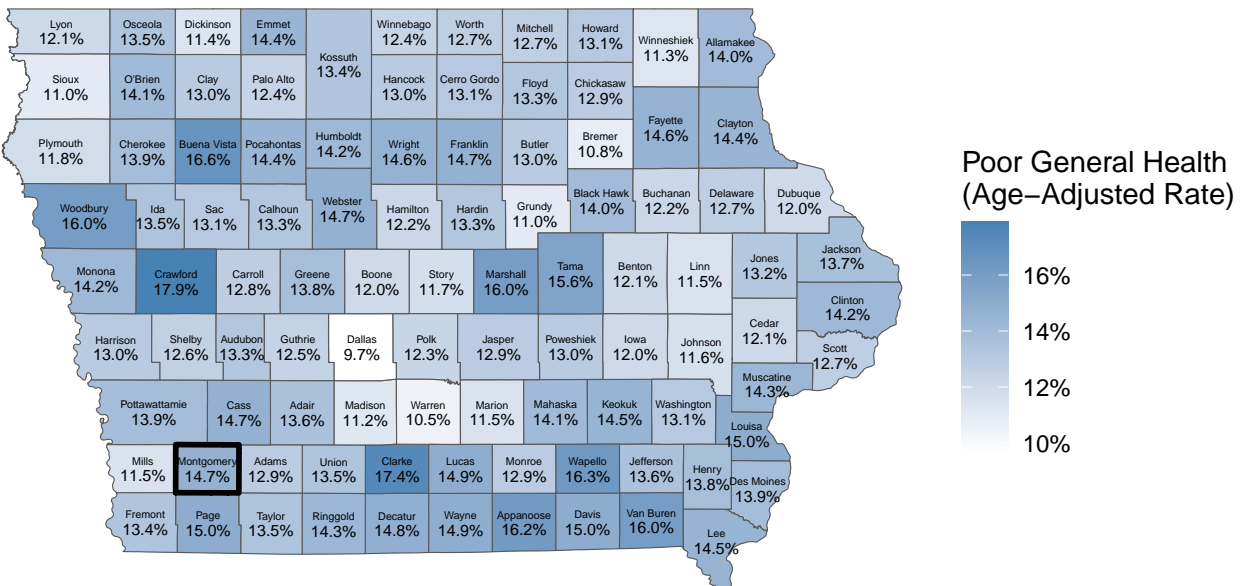 Lyon
12.1%
Osceola
13.5%
Dickinson
11.4%
Emmet
14.4%
Kossuth
13.4%
Winnebago
12.4%
Worth
12.7%
Mitchell
12.7%
Howard
13.1%
Winneshiek
11.3%
Allamakee
14.0%
Sioux
11.0%
O'Brien
14.1%
Clay
13.0%
Palo Alto
12.4%
Hancock
13.0%
Cerro Gordo
13.1%
Floyd
13.3%
Chickasaw
12.9%
Fayette
14.6%
Clayton
14.4%
Plymouth
11.8%
Cherokee
13.9%
Buena Vista
16.6%
Pocahontas
14.4%
Humboldt
14.2%
Wright
14.6%
Franklin
14.7%
Butler
13.0%
Bremer
10.8%
Woodbury
16.0%
Ida
13.5%
Sac
13.1%
Calhoun
13.3%
Webster
14.7%
Hamilton
12.2%
Hardin
13.3%
Grundy
11.0%
Black Hawk
14.0%
Buchanan
12.2%
Delaware
12.7%
Dubuque
12.0%
Monona
14.2%
Crawford
17.9%
Carroll
12.8%
Greene
13.8%
Boone
12.0%
Story
11.7%
Marshall
16.0%
Tama
15.6%
Benton
12.1%
Linn
11.5%
Jones
13.2%
Jackson
13.7%
Clinton
14.2%
Harrison
13.0%
Shelby
12.6%
Audubon
13.3%
Guthrie
12.5%
Dallas
9.7%
Polk
12.3%
Jasper
12.9%
Poweshiek
13.0%
Iowa
12.0%
Johnson
11.6%
Cedar
12.1%
Scott
12.7%
Muscatine
14.3%
Pottawattamie
13.9%
Cass
14.7%
Adair
13.6%
Madison
11.2%
Warren
10.5%
Marion
11.5%
Mahaska
14.1%
Keokuk
14.5%
Washington
13.1%
Louisa
15.0%
Mills
11.5%
Montgomery
14.7%
Adams
12.9%
Union
13.5%
Clarke
17.4%
Lucas
14.9%
Monroe
12.9%
Wapello
16.3%
Jefferson
13.6%
Henry
13.8%
Des Moines
13.9%
Fremont
13.4%
Page
15.0%
Taylor
13.5%
Ringgold
14.3%
Decatur
14.8%
Wayne
14.9%
Appanoose
16.2%
Davis
15.0%
Van Buren
16.0%
Lee
14.5%
Poor General Health
(Age−Adjusted Rate)
16%
14%
12%
10%